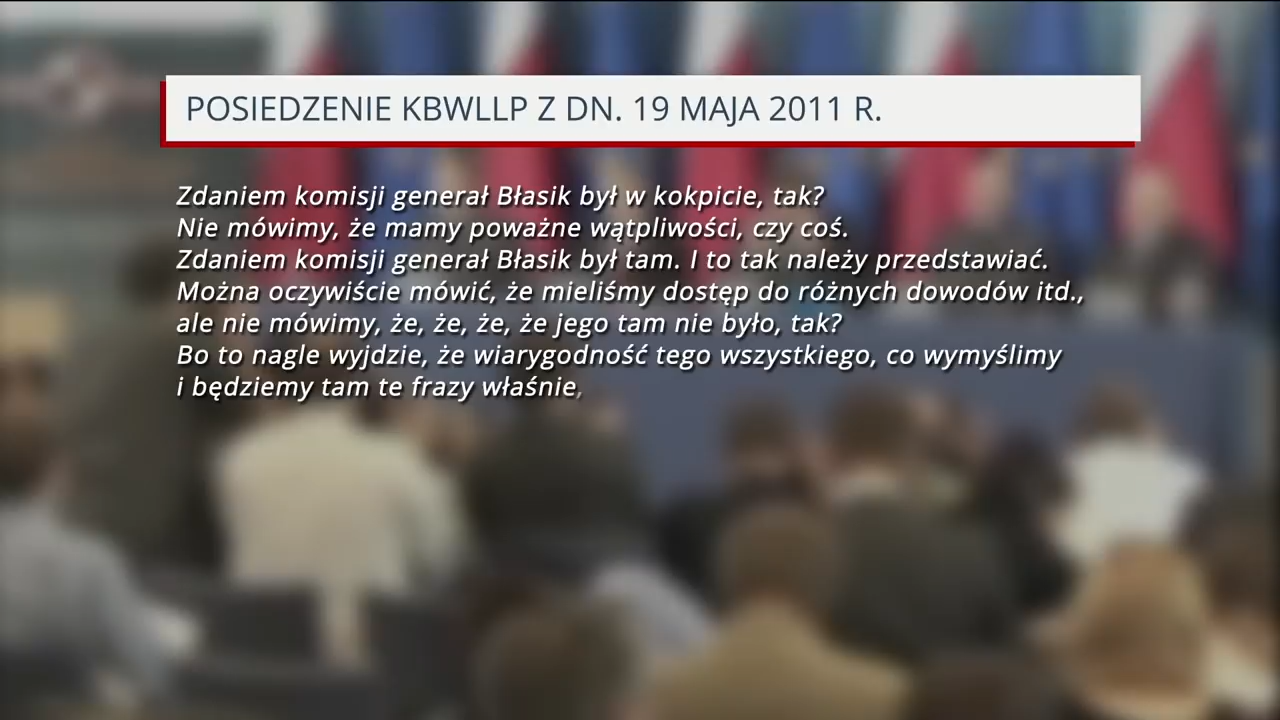 POSIEDZENIE KBWLLP Z DN. 19 MAJA 2011 R.
Zdaniem komisji generał Błasik był w kokpicie, tak?
Nie mówimy, że mamy poważne wątpliwości, czy coś.
Zdaniem komisji generał Błasik był tam. I to tak należy przedstawiać.
Można oczywiście mówić, że mieliśmy dostęp do różnych dowodów itd.,
ale nie mówimy, że, że, że, że jego tam nie było, tak?
Bo to nagle wyjdzie, że wiarygodność tego wszystkiego, co wymyślimy
i będziemy tam te frazy właśnie,